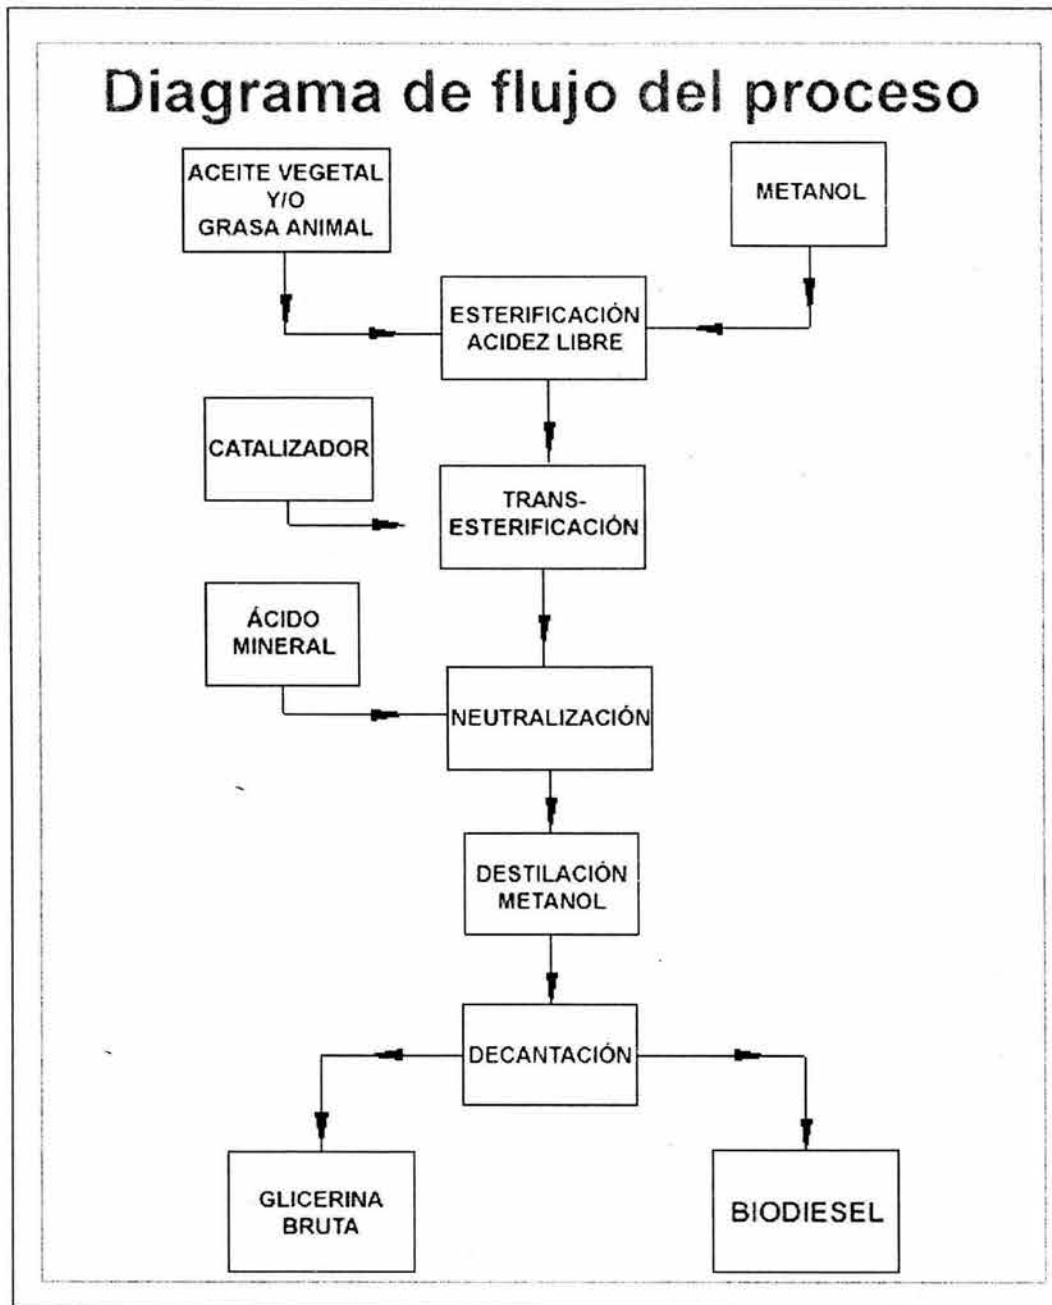 Diagrama de flujo del proceso
ACEITE VEGETAL
Y/O
GRASA ANIMAL
METANOL
ESTERIFICACIÓN
ACIDEZ LIBRE
CATALIZADOR
TRANS-
ESTERIFICACIÓN
ÁCIDO
MINERAL
NEUTRALIZACIÓN
DESTILACIÓN
METANOL
DECANTACIÓN
GLICERINA
BRUTA
BIODIESEL